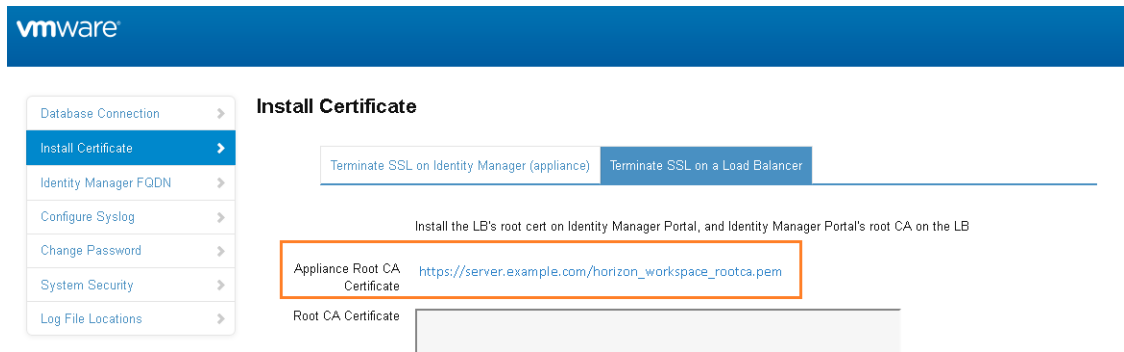 vmware®
Database Connection
Install Certificate
Identity Manager FQDN
Configure Syslog
Change Password
System Security
Log File Locations
Install Certificate
Terminate SSL on Identity Manager (appliance)
Terminate SSL on a Load Balancer
Install the LB's root cert on Identity Manager Portal, and Identity Manager Portal's root CA on the LB
Appliance Root CA
Certificate
https://server.example.com/horizon_workspace_rootca.pem
Root CA Certificate